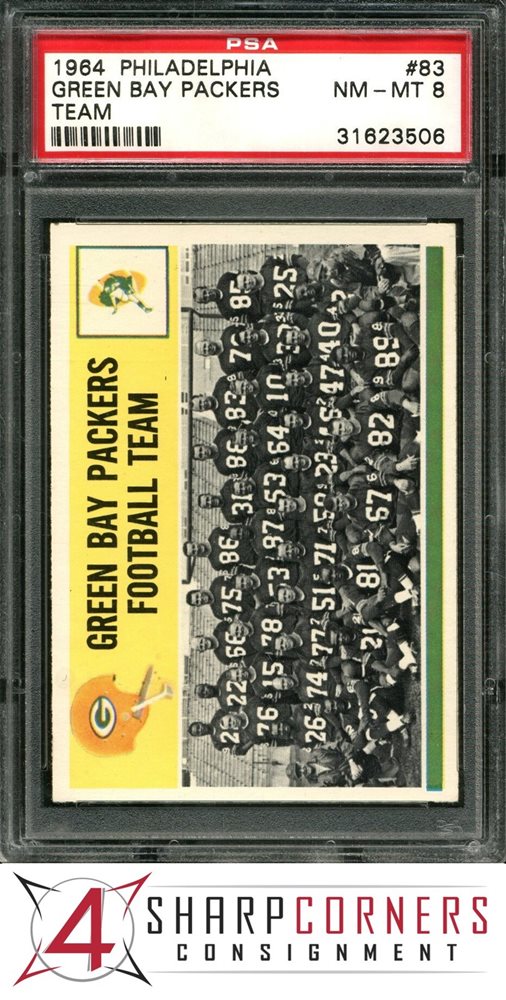 PSA
1964 PHILADELPHIA #83
GREEN BAY PACKERS NM-MT 8
TEAM
31623506
GREEN BAY PACKERS
FOOTBALL TEAM
G
4
SHARPCORNERS
CONSIGNMENT